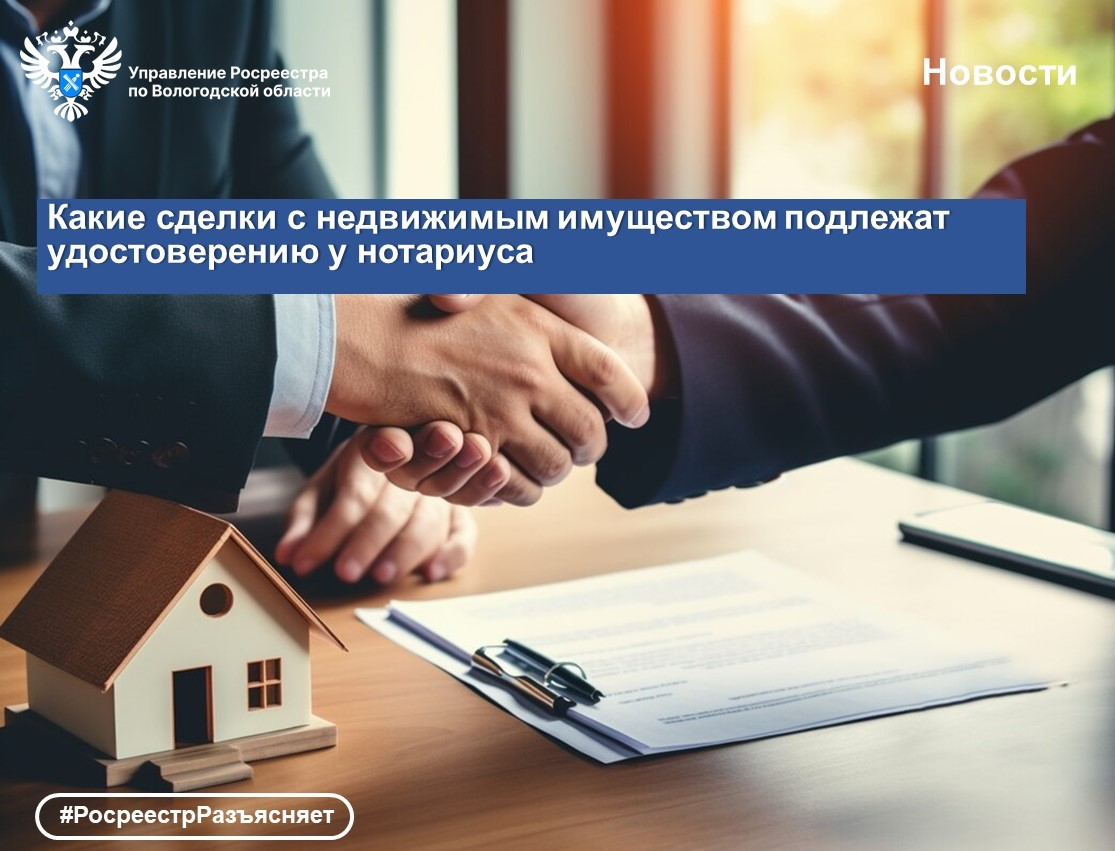 Управление Росреестра
по Вологодской области
Новости
Какие сделки с недвижимым имуществом подлежат
удостоверению у нотариуса
#РосреестрРазъясняет